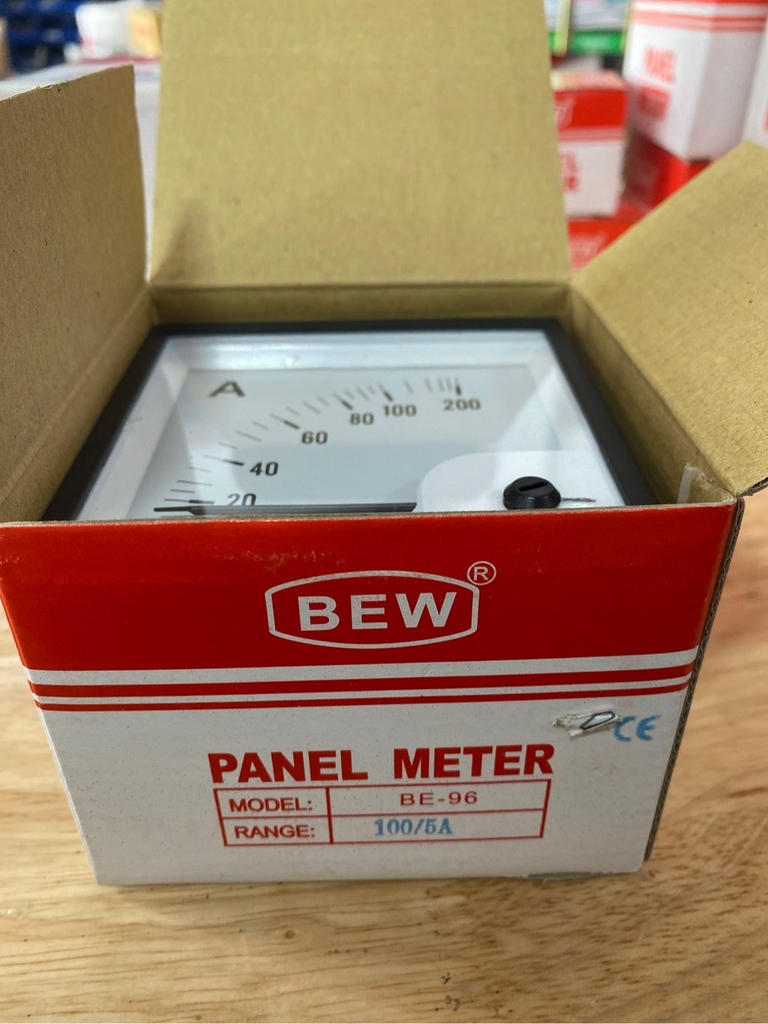 A
20 40 60 80 100 200
BEW®
CE
PANEL METER
MODEL: BE-96
RANGE: 100/5A